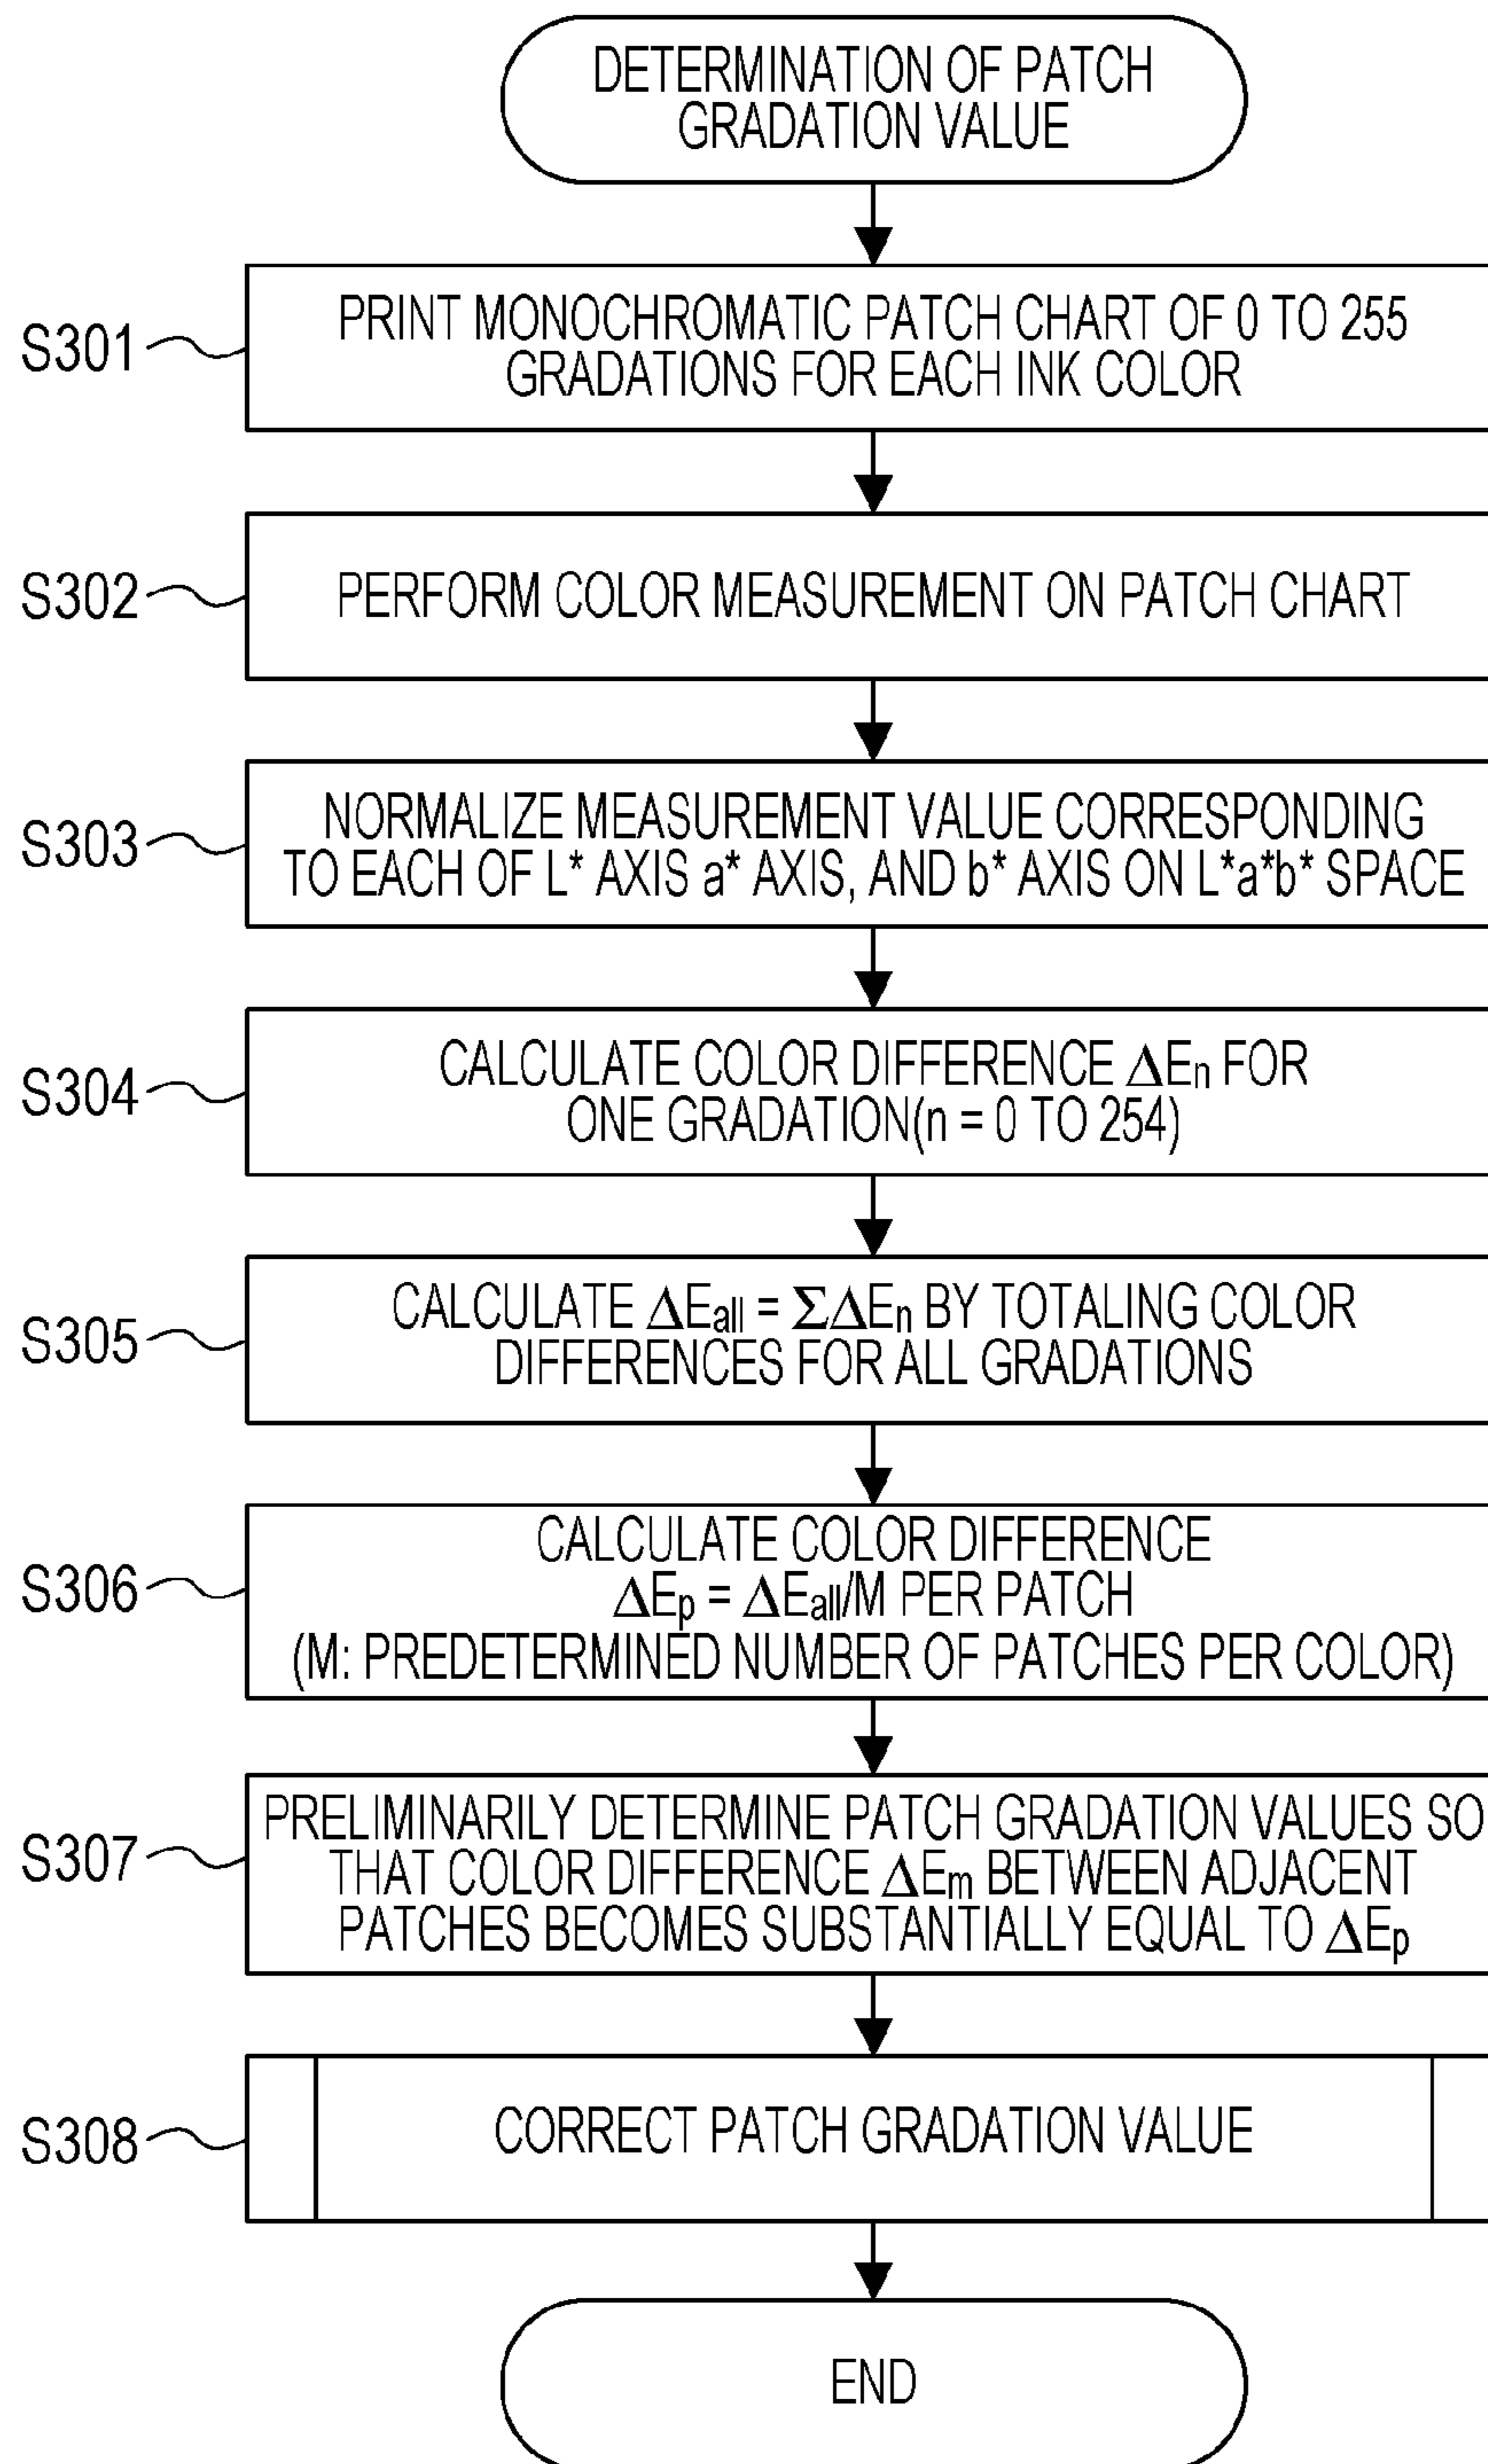 DETERMINATION OF PATCH
GRADATION VALUE
S301
PRINT MONOCHROMATIC PATCH CHART OF 0 TO 255
GRADATIONS FOR EACH INK COLOR
S302
PERFORM COLOR MEASUREMENT ON PATCH CHART
S303
NORMALIZE MEASUREMENT VALUE CORRESPONDING
TO EACH OF L* AXIS a* AXIS, AND b* AXIS ON L*a*b* SPACE
S304
CALCULATE COLOR DIFFERENCE ΔEn FOR
ONE GRADATION(n = 0 TO 254)
S305
CALCULATE ΔEall = ΣΔEn BY TOTALING COLOR
DIFFERENCES FOR ALL GRADATIONS
S306
CALCULATE COLOR DIFFERENCE
ΔEp = ΔEall/M PER PATCH
(M: PREDETERMINED NUMBER OF PATCHES PER COLOR)
S307
PRELIMINARILY DETERMINE PATCH GRADATION VALUES SO
THAT COLOR DIFFERENCE ΔEm BETWEEN ADJACENT
PATCHES BECOMES SUBSTANTIALLY EQUAL TO ΔEp
S308
CORRECT PATCH GRADATION VALUE
END